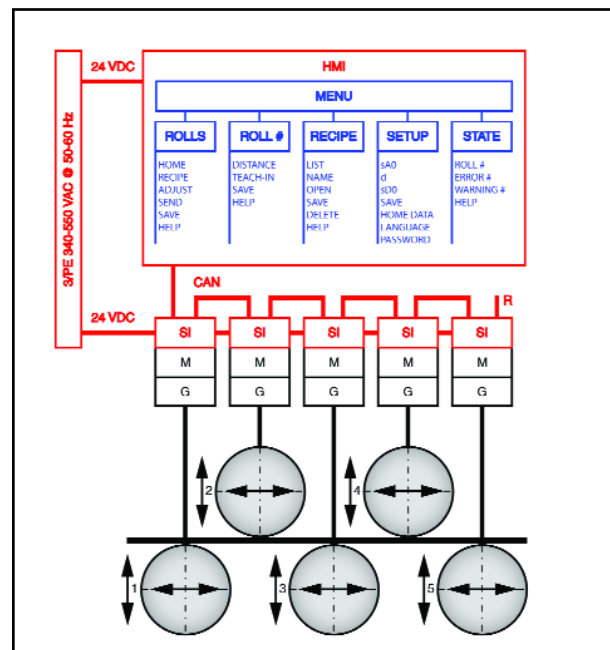 24 VDC
HMI
MENU
ROLLS
ROLL #
RECIPE
SETUP
STATE
HOME
RECIPE
ADJUST
SEND
SAVE
HELP
DISTANCE
TEACH-IN
SAVE
HELP
LIST
NAME
OPEN
SAVE
DELETE
HELP
sA0
d
sD0
SAVE
HOME DATA
LANGUAGE
PASSWORD
ROLL #
ERROR #
WARNING #
HELP
3/PE 340-550 VAC @ 50-60 Hz
CAN
R
24 VDC
SI
SI
SI
SI
SI
M
M
M
M
M
G
G
G
G
G
2
4
1
3
5